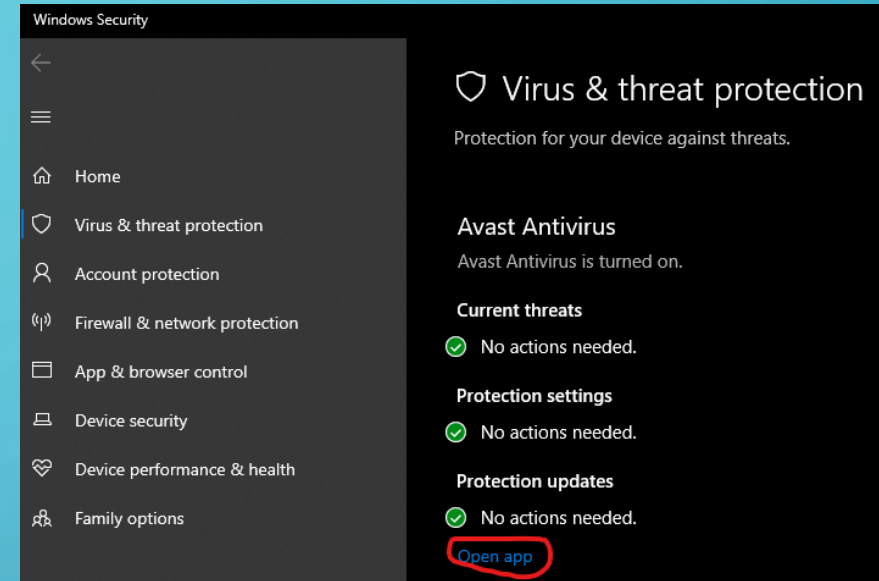 Windows Security
Home
Virus & threat protection
Account protection
Firewall & network protection
App & browser control
Device security
Device performance & health
Family options
Virus & threat protection
Protection for your device against threats.
Avast Antivirus
Avast Antivirus is turned on.
Current threats
No actions needed.
Protection settings
No actions needed.
Protection updates
No actions needed.
Open app